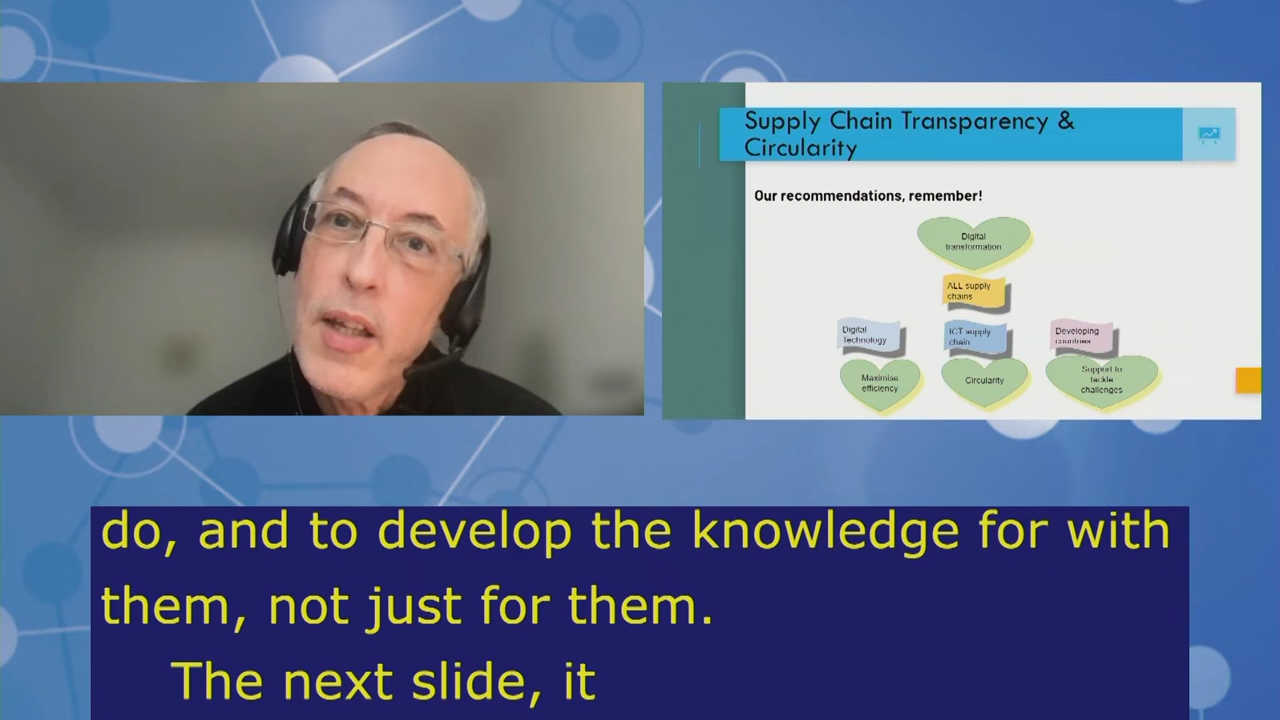 Supply Chain Transparency &
Circularity
Our recommendations, remember!
Digital
transformation
ALL supply
chains
Digital
Technology
ICT supply
chain
Developing
countries
Maximise
efficiency
Circularity
Support to
tackle
challenges
do, and to develop the knowledge for with
them, not just for them.
The next slide, it